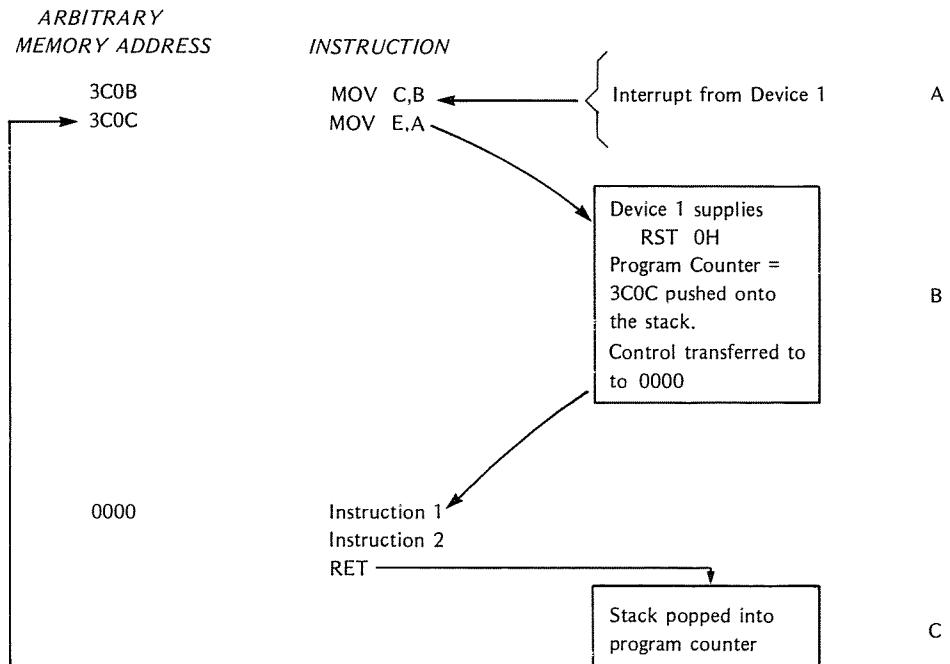 ARBITRARY
MEMORY ADDRESS INSTRUCTION
3C0B MOV C,B Interrupt from Device 1 A
3C0C MOV E,A
Device 1 supplies
RST 0H
Program Counter =
3C0C pushed onto
the stack.
B
Control transferred to
to 0000
0000 Instruction 1
Instruction 2
RET
Stack popped into
program counter
C